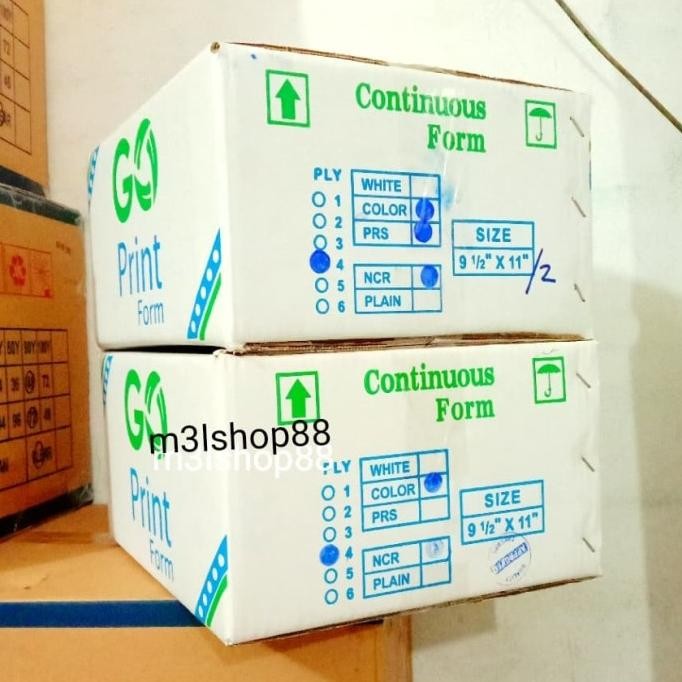 GO
Print
Form
Continuous
Form
PLY
1
2
3
4
5
6
WHITE
COLOR
PRS
NCR
PLAIN
SIZE
9 1/2" X 11" /2
GO
Print
Form
m3lshop88
m3lshop88
Continuous
Form
PLY
1
2
3
4
5
6
WHITE
COLOR
PRS
NCR
PLAIN
SIZE
9 1/2" X 11"